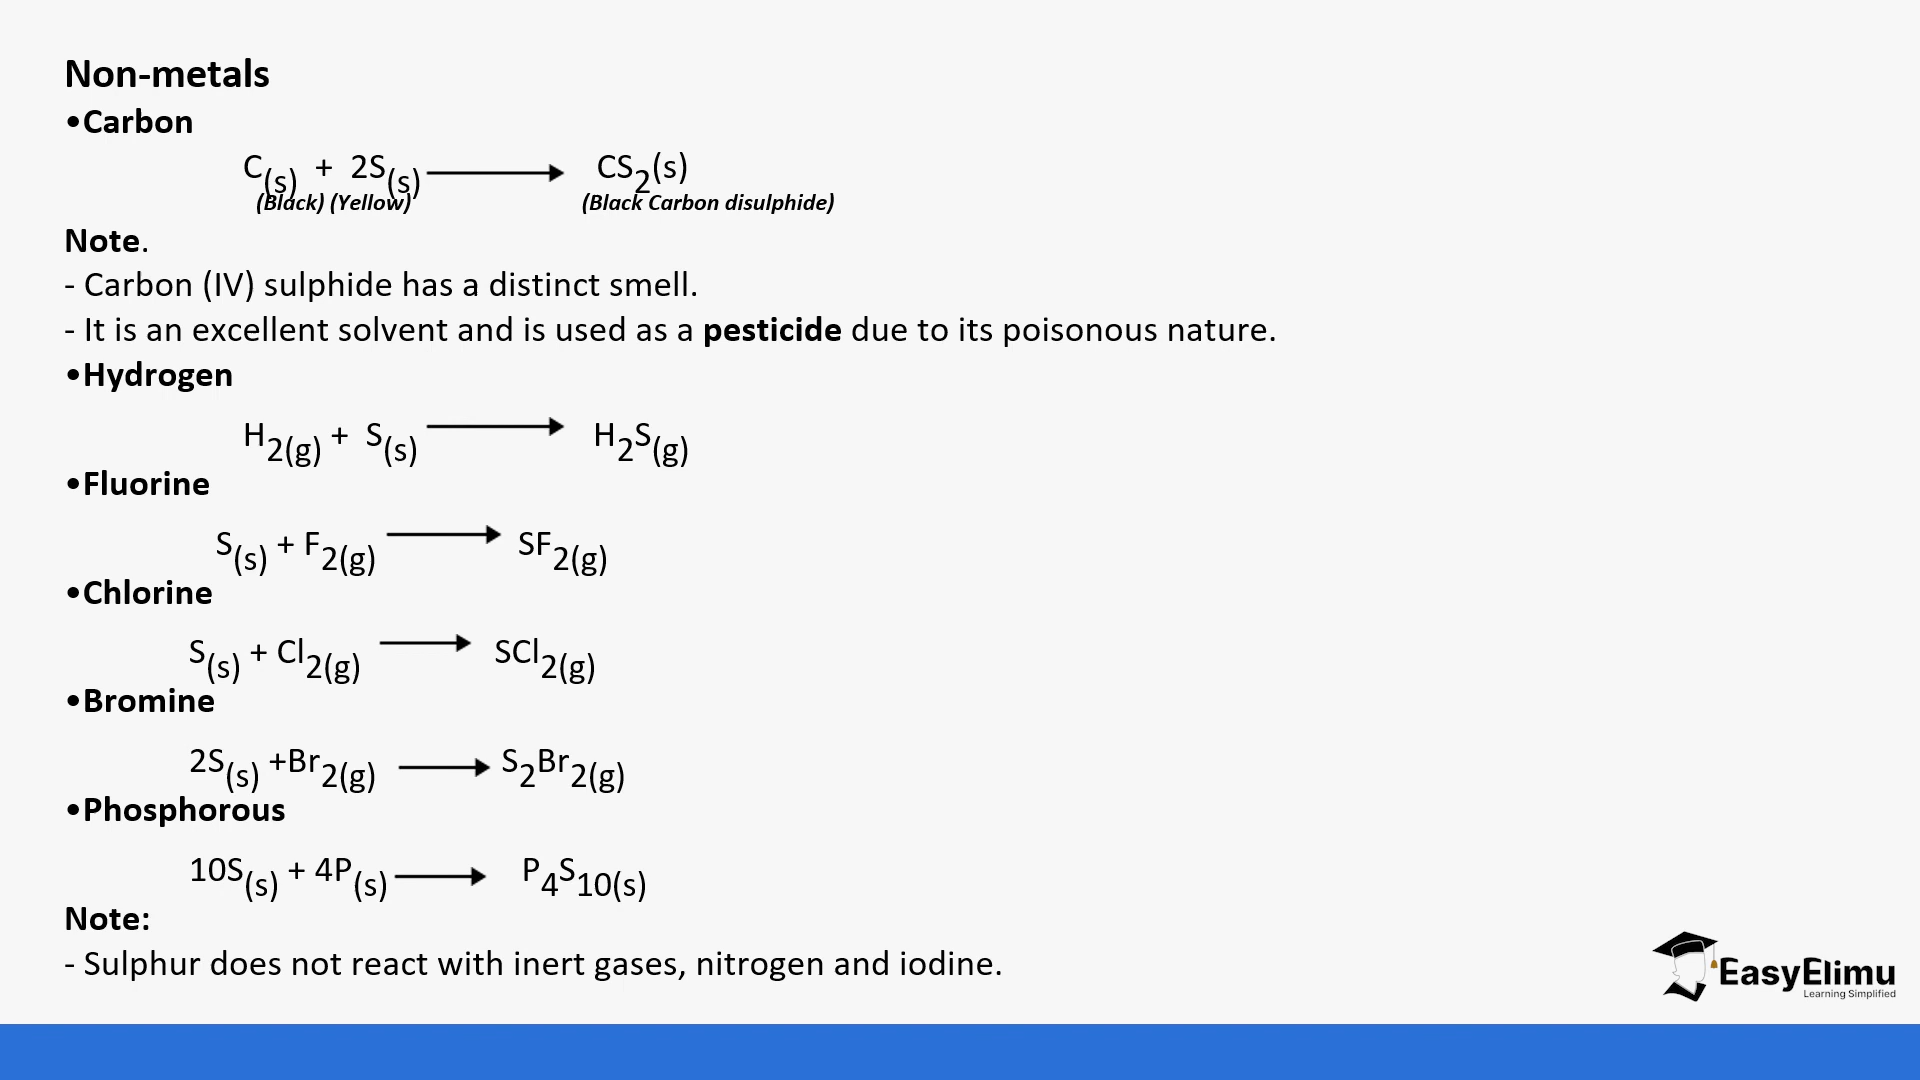 Non-metals
•Carbon
C(s) + 2S(s) ⟶ CS2(s)
(Black) (Yellow) (Black Carbon disulphide)
Note.
- Carbon (IV) sulphide has a distinct smell.
- It is an excellent solvent and is used as a pesticide due to its poisonous nature.
•Hydrogen
H2(g) + S(s) ⟶ H2S(g)
•Fluorine
S(s) + F2(g) ⟶ SF2(g)
•Chlorine
S(s) + Cl2(g) ⟶ SCl2(g)
•Bromine
2S(s) +Br2(g) ⟶ S2Br2(g)
•Phosphorous
10S(s) + 4P(s) ⟶ P4S10(s)
Note:
- Sulphur does not react with inert gases, nitrogen and iodine.
EasyElimu
Learning Simplified